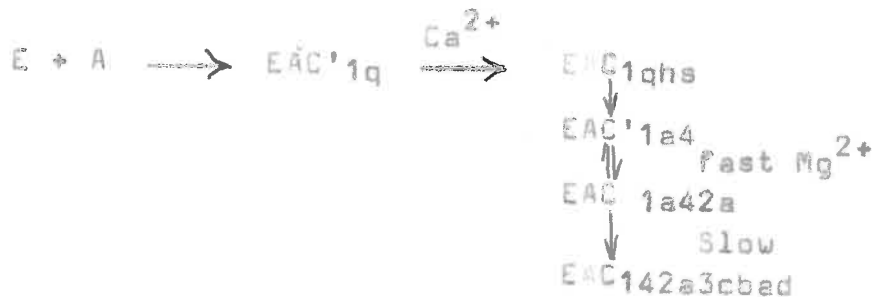 E + A ⟶ EAC'1q Ca²⁺ ⟶ EAC1qhs
EAC'1a4
fast Mg²⁺
EAC 1a42a
Slow
EAC142a3cbad